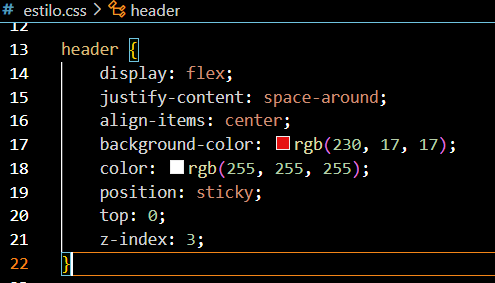 # estilo.css > header
12
13 header {
14 display: flex;
15 justify-content: space-around;
16 align-items: center;
17 background-color: rgb(230, 17, 17);
18 color: rgb(255, 255, 255);
19 position: sticky;
20 top: 0;
21 z-index: 3;
22 }